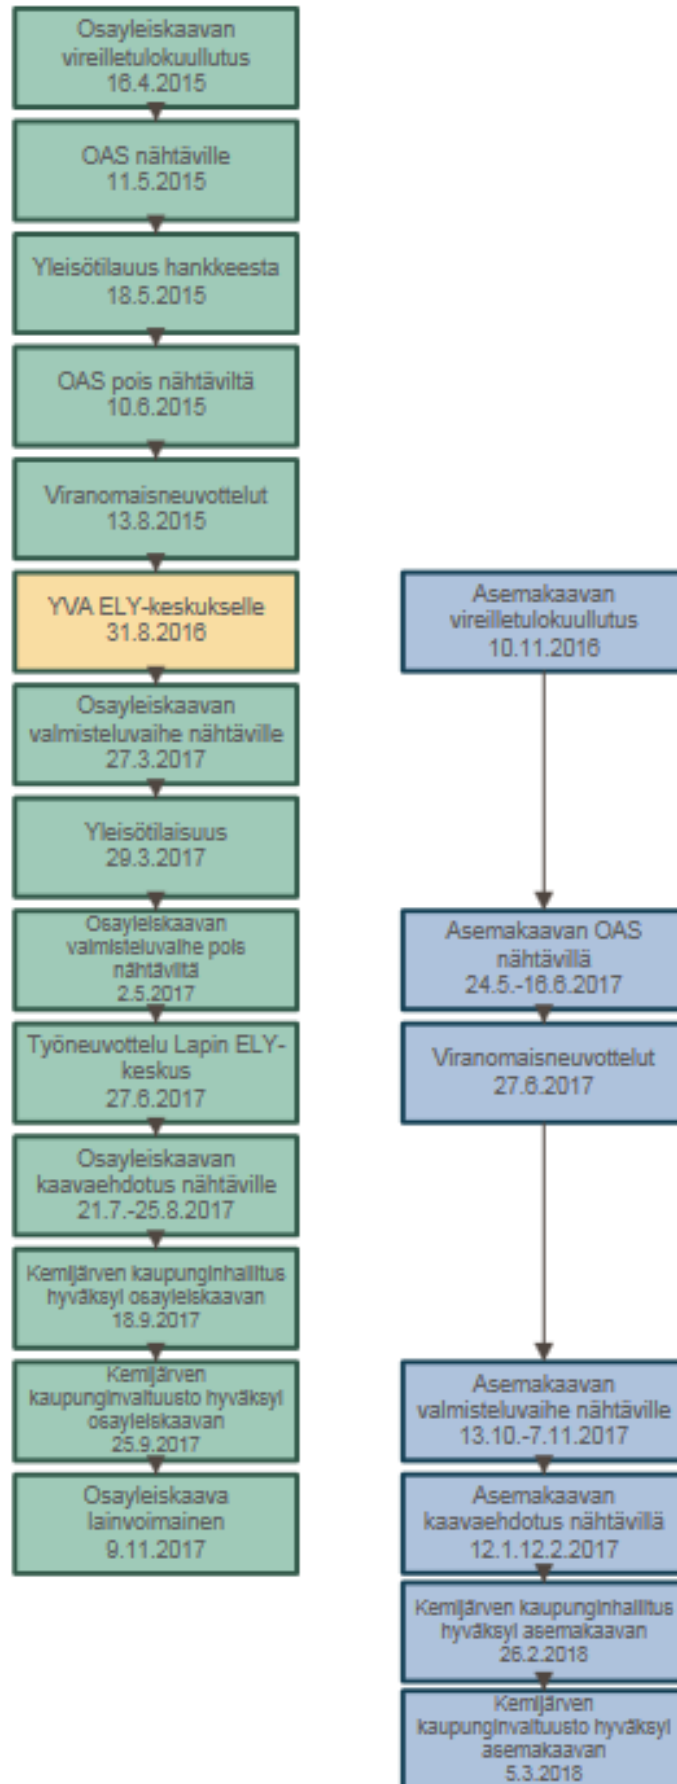 Osayleiskaavan
vireilletulokuullutus
16.4.2015
OAS nähtäville
11.5.2015
Yleisötilauus hankkeesta
18.5.2015
OAS pois nähtäviltä
10.6.2015
Viranomaisneuvottelut
13.8.2015
YVA ELY-keskukselle
31.8.2016
Osayleiskaavan
valmisteluvaihe nähtäville
27.3.2017
Yleisötilaisuus
29.3.2017
Osayleiskaavan
valmisteluvaihe pois
nähtäviltä
2.5.2017
Työneuvottelu Lapin ELY-
keskus
27.6.2017
Osayleiskaavan
kaavaehdotus nähtäville
21.7.-25.8.2017
Kemijärven kaupunginhallitus
hyväksyi osayleiskaavan
18.9.2017
Kemijärven
kaupunginvaltuusto hyväksyi
osayleiskaavan
25.9.2017
Osayleiskaava
lainvoimainen
9.11.2017
Asemakaavan
vireilletulokuullutus
10.11.2016
Asemakaavan OAS
nähtävillä
24.5.-16.6.2017
Viranomaisneuvottelut
27.6.2017
Asemakaavan
valmisteluvaihe nähtäville
13.10.-7.11.2017
Asemakaavan
kaavaehdotus nähtävillä
12.1.12.2.2017
Kemijärven kaupunginhallitus
hyväksyi asemakaavan
26.2.2018
Kemijärven
kaupunginvaltuusto hyväksyi
asemakaavan
5.3.2018